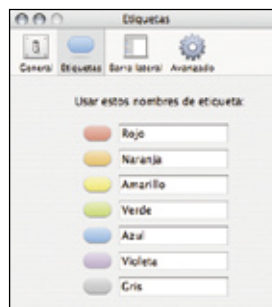 Etiquetas
General Etiquetas Barra lateral Avanzado
Usar estos nombres de etiqueta:
Rojo
Naranja
Amarillo
Verde
Azul
Violeta
Gris